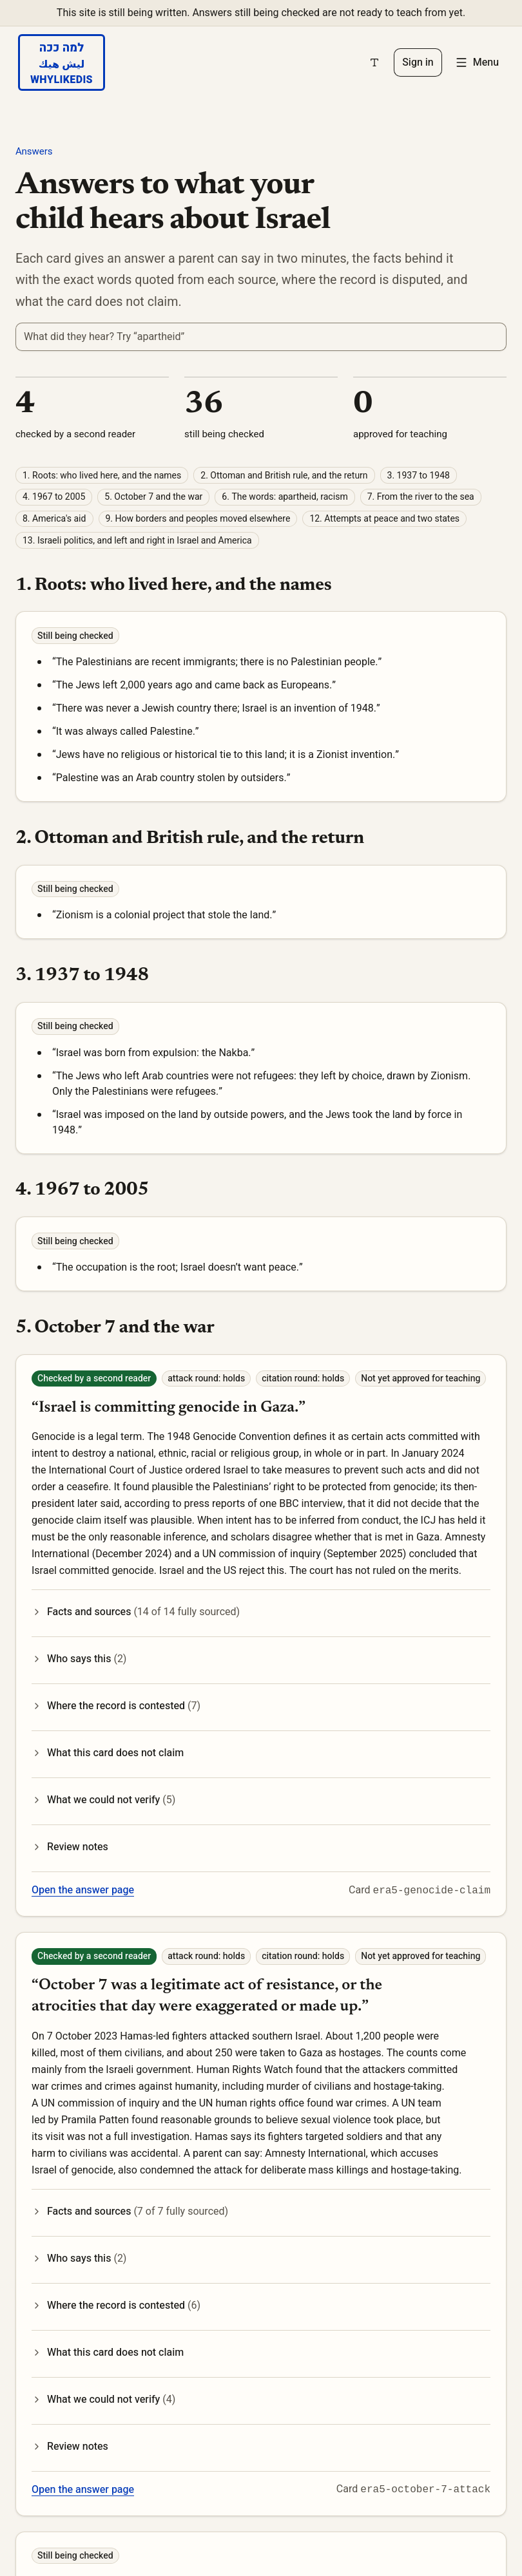 This site is still being written. Answers still being checked are not ready to teach from yet.
למה ככה
ليش هيك
WHYLIKEDIS
T
Sign in
Menu
Answers
Answers to what your
child hears about Israel
Each card gives an answer a parent can say in two minutes, the facts behind it
with the exact words quoted from each source, where the record is disputed, and
what the card does not claim.
What did they hear? Try “apartheid”
4
checked by a second reader
36
still being checked
0
approved for teaching
1. Roots: who lived here, and the names
2. Ottoman and British rule, and the return
3. 1937 to 1948
4. 1967 to 2005
5. October 7 and the war
6. The words: apartheid, racism
7. From the river to the sea
8. America's aid
9. How borders and peoples moved elsewhere
12. Attempts at peace and two states
13. Israeli politics, and left and right in Israel and America
1. Roots: who lived here, and the names
Still being checked
“The Palestinians are recent immigrants; there is no Palestinian people.”
“The Jews left 2,000 years ago and came back as Europeans.”
“There was never a Jewish country there; Israel is an invention of 1948.”
“It was always called Palestine.”
“Jews have no religious or historical tie to this land; it is a Zionist invention.”
“Palestine was an Arab country stolen by outsiders.”
2. Ottoman and British rule, and the return
Still being checked
“Zionism is a colonial project that stole the land.”
3. 1937 to 1948
Still being checked
“Israel was born from expulsion: the Nakba.”
“The Jews who left Arab countries were not refugees: they left by choice, drawn by Zionism.
Only the Palestinians were refugees.”
“Israel was imposed on the land by outside powers, and the Jews took the land by force in
1948.”
4. 1967 to 2005
Still being checked
“The occupation is the root; Israel doesn’t want peace.”
5. October 7 and the war
Checked by a second reader
attack round: holds
citation round: holds
Not yet approved for teaching
“Israel is committing genocide in Gaza.”
Genocide is a legal term. The 1948 Genocide Convention defines it as certain acts committed with
intent to destroy a national, ethnic, racial or religious group, in whole or in part. In January 2024
the International Court of Justice ordered Israel to take measures to prevent such acts and did not
order a ceasefire. It found plausible the Palestinians’ right to be protected from genocide; its then-
president later said, according to press reports of one BBC interview, that it did not decide that the
genocide claim itself was plausible. When intent has to be inferred from conduct, the ICJ has held it
must be the only reasonable inference, and scholars disagree whether that is met in Gaza. Amnesty
International (December 2024) and a UN commission of inquiry (September 2025) concluded that
Israel committed genocide. Israel and the US reject this. The court has not ruled on the merits.
Facts and sources (14 of 14 fully sourced)
Who says this (2)
Where the record is contested (7)
What this card does not claim
What we could not verify (5)
Review notes
Open the answer page
Card era5-genocide-claim
Checked by a second reader
attack round: holds
citation round: holds
Not yet approved for teaching
“October 7 was a legitimate act of resistance, or the
atrocities that day were exaggerated or made up.”
On 7 October 2023 Hamas-led fighters attacked southern Israel. About 1,200 people were
killed, most of them civilians, and about 250 were taken to Gaza as hostages. The counts come
mainly from the Israeli government. Human Rights Watch found that the attackers committed
war crimes and crimes against humanity, including murder of civilians and hostage-taking.
A UN commission of inquiry and the UN human rights office found war crimes. A UN team
led by Pramila Patten found reasonable grounds to believe sexual violence took place, but
its visit was not a full investigation. Hamas says its fighters targeted soldiers and that any
harm to civilians was accidental. A parent can say: Amnesty International, which accuses
Israel of genocide, also condemned the attack for deliberate mass killings and hostage-taking.
Facts and sources (7 of 7 fully sourced)
Who says this (2)
Where the record is contested (6)
What this card does not claim
What we could not verify (4)
Review notes
Open the answer page
Card era5-october-7-attack
Still being checked